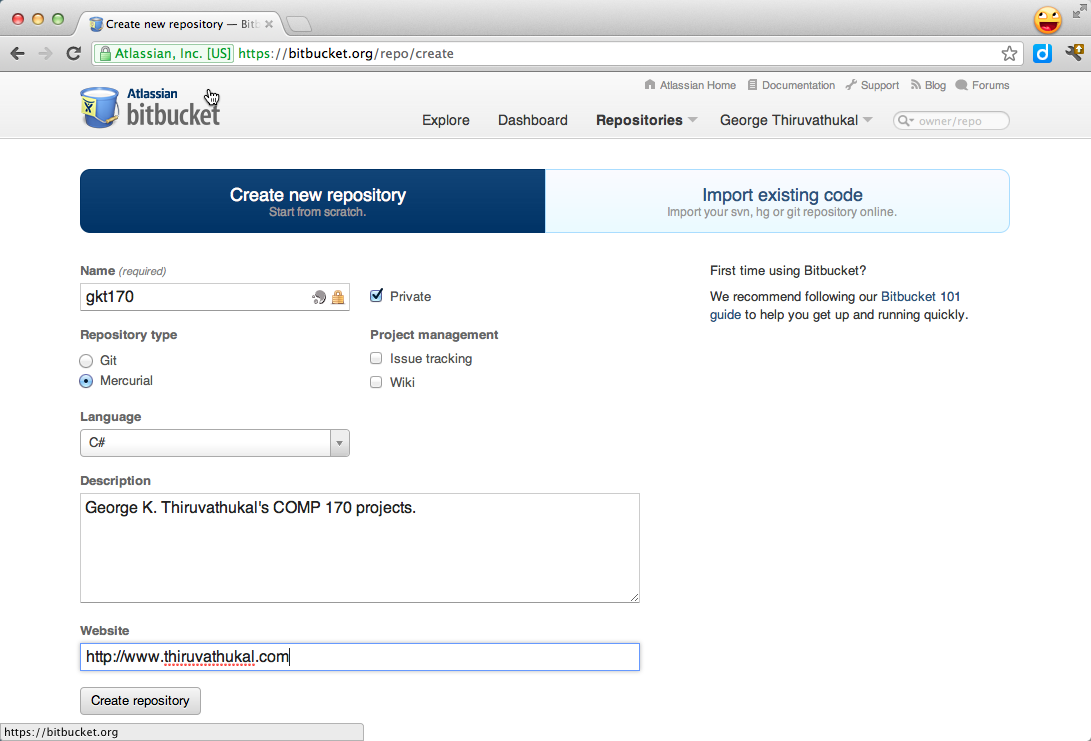 Create new repository — Bit
Atlassian, Inc. [US] https://bitbucket.org/repo/create
Atlassian Home Documentation Support Blog Forums
Atlassian
bitbucket
Explore Dashboard Repositories George Thiruvathukal owner/repo
Create new repository
Start from scratch.
Import existing code
Import your svn, hg or git repository online.
Name (required)
gkt170
Private
Repository type
Git
Mercurial
Project management
Issue tracking
Wiki
Language
C#
Description
George K. Thiruvathukal's COMP 170 projects.
Website
http://www.thiruvathukal.com
Create repository
First time using Bitbucket?
We recommend following our Bitbucket 101
guide to help you get up and running quickly.
https://bitbucket.org